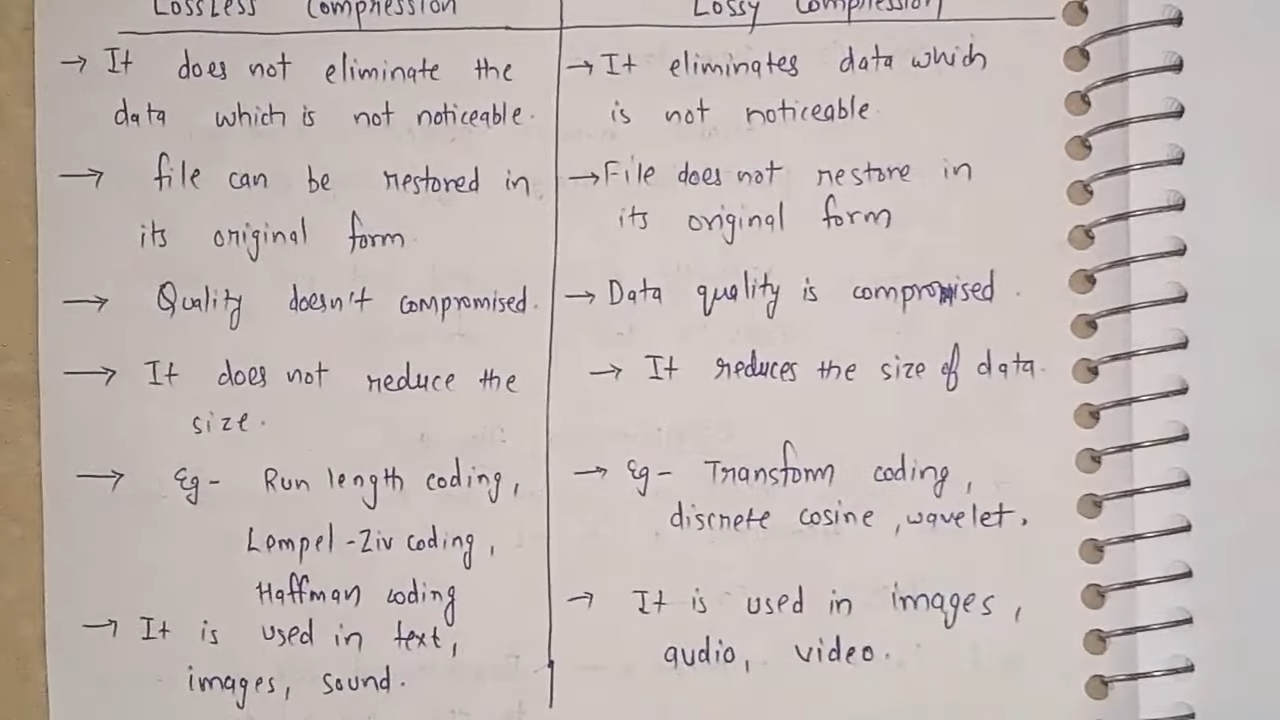 Lossless Compression
→ It does not eliminate the
data which is not noticeable.
→ file can be restored in
its original form.
→ Quality doesn't compromised.
→ It does not reduce the
size.
→ Eg- Run length coding,
Lempel-Ziv coding,
Haffman coding
→ It is used in text,
images, sound.
Lossy Compression
→ It eliminates data which
is not noticeable.
→ File does not restore in
its original form
→ Data quality is compromised.
→ It reduces the size of data.
→ Eg- Transform coding,
discrete cosine, wavelet.
→ It is used in images,
audio, video.